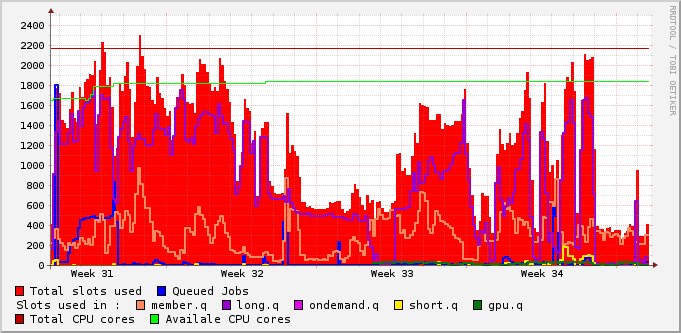 RRDTOOL / TOBI OETIKER
2400
2200
2000
1800
1600
1400
1200
1000
800
600
400
200
0
Week 31 Week 32 Week 33 Week 34
Total slots used Queued Jobs
Slots used in : member.q long.q ondemand.q short.q gpu.q
Total CPU cores Availale CPU cores